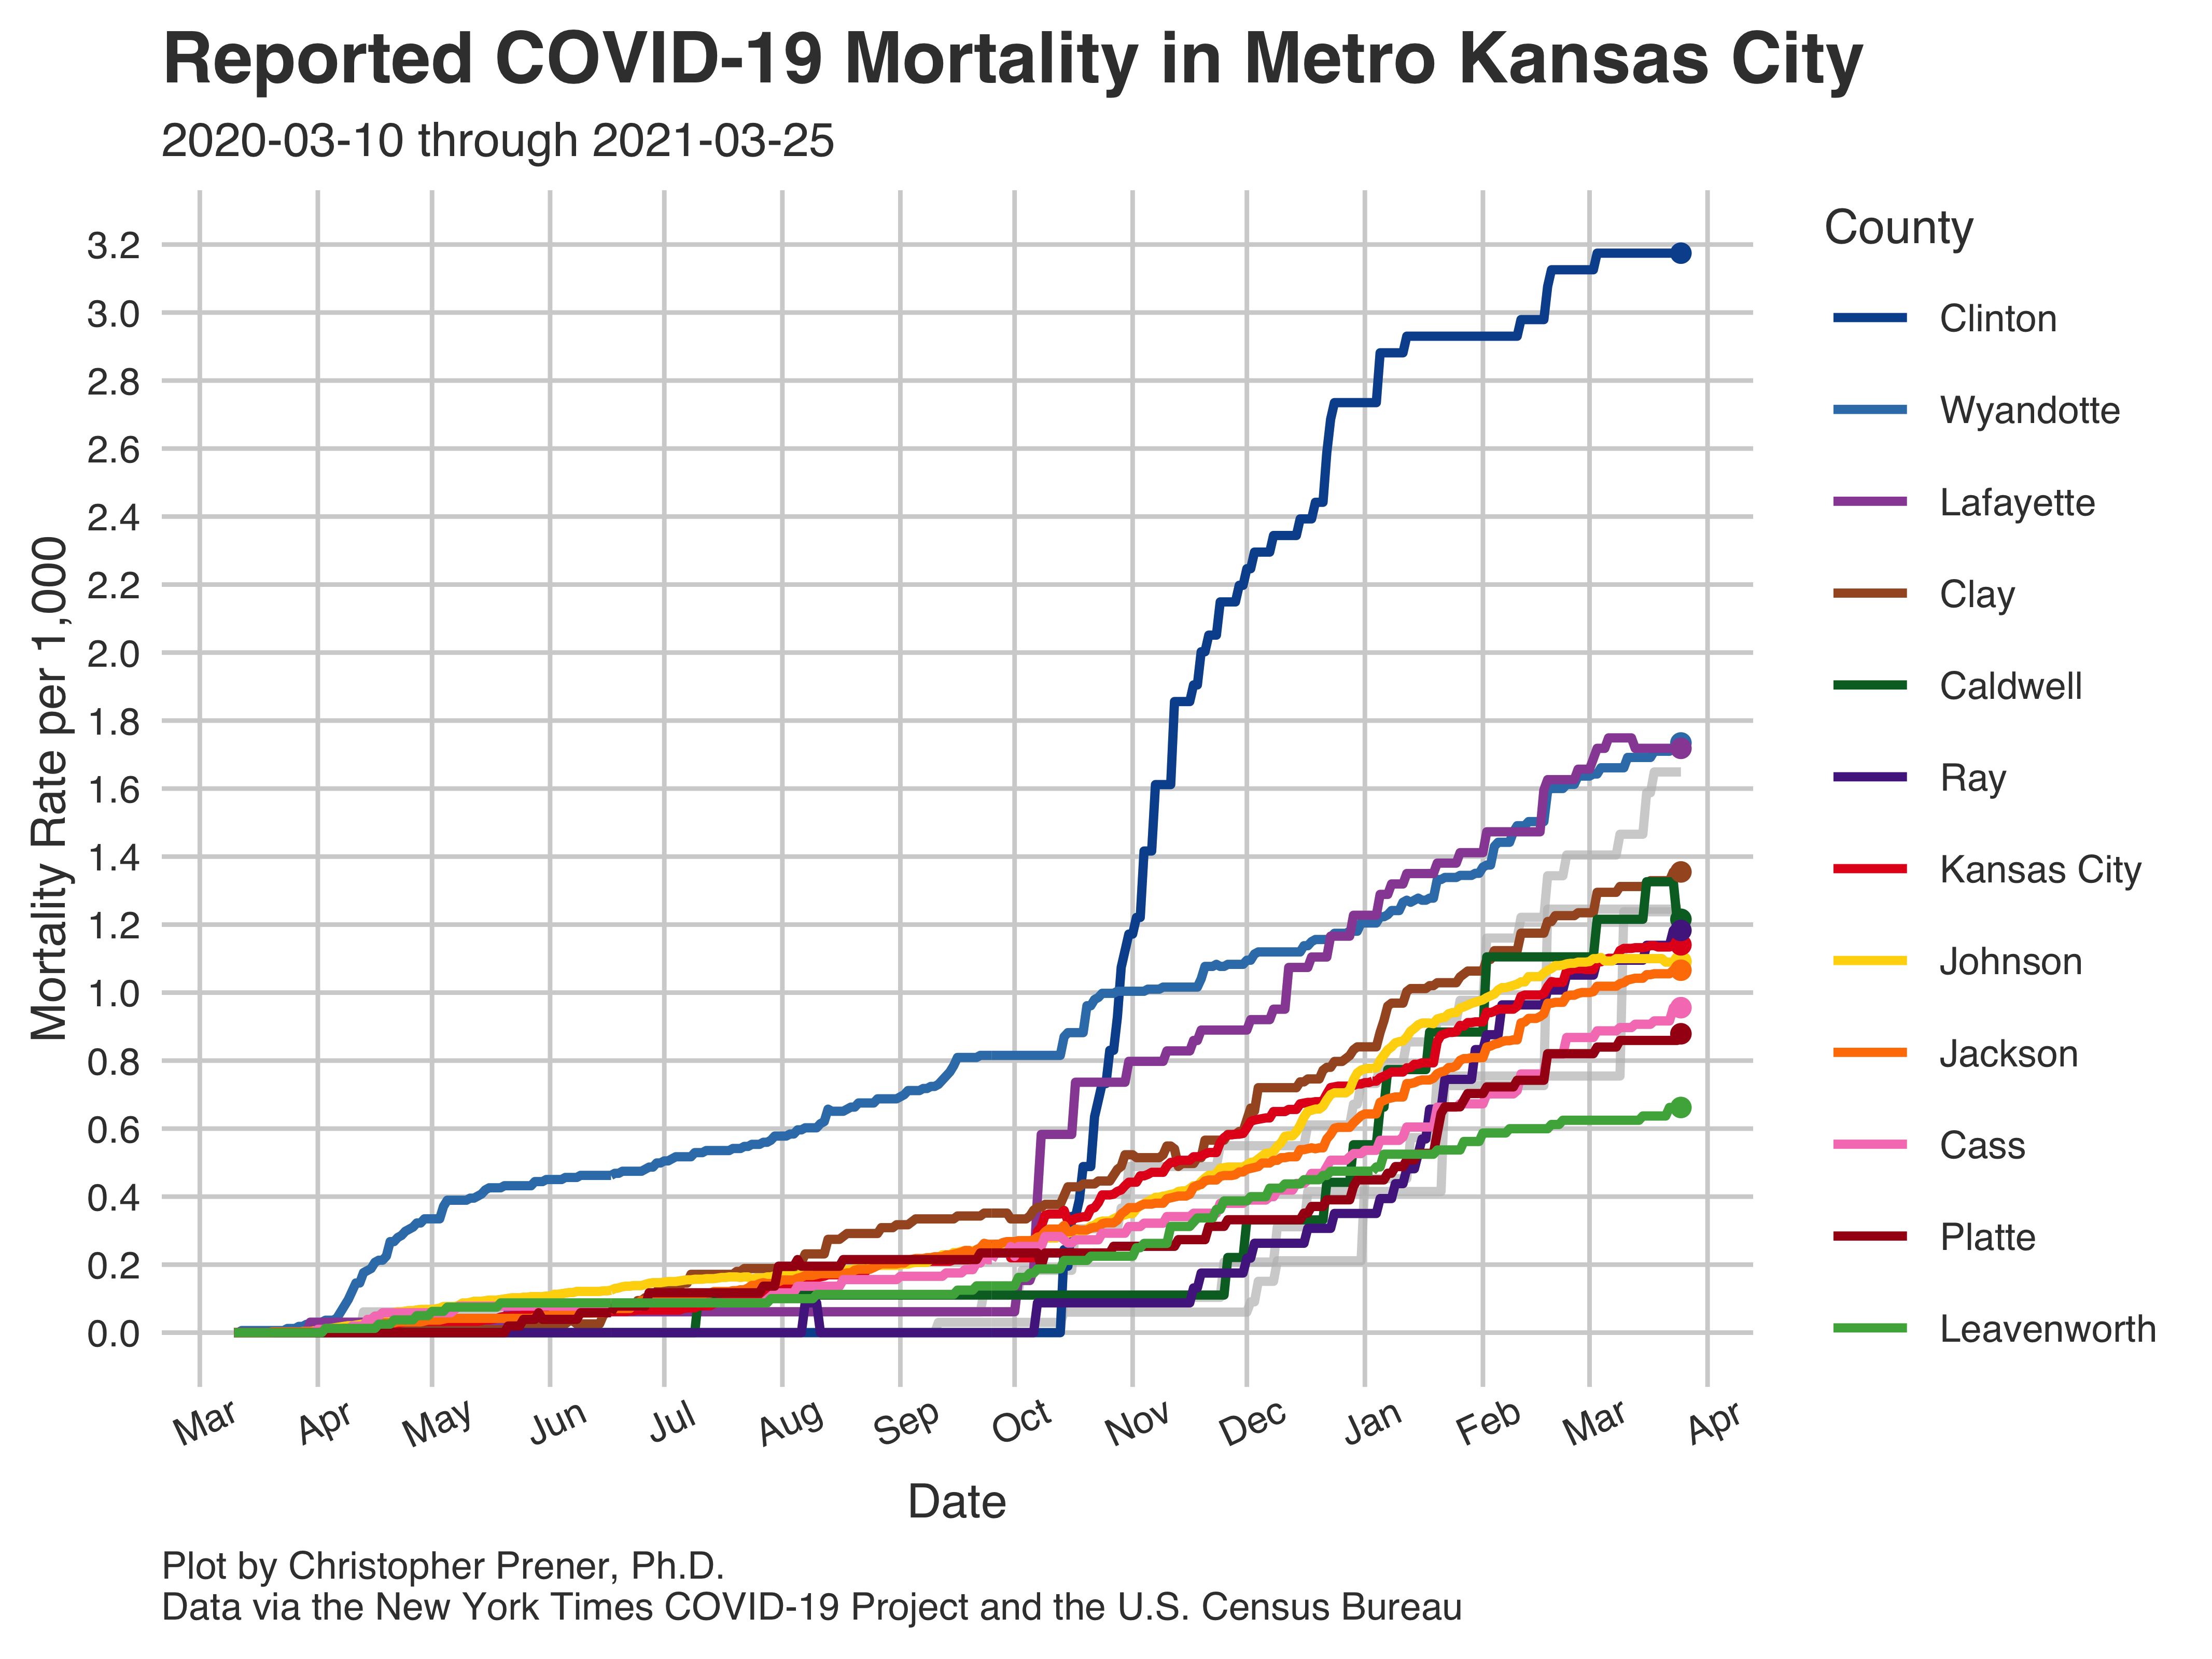 Reported COVID-19 Mortality in Metro Kansas City
2020-03-10 through 2021-03-25
Mortality Rate per 1,000
3.2
3.0
2.8
2.6
2.4
2.2
2.0
1.8
1.6
1.4
1.2
1.0
0.8
0.6
0.4
0.2
0.0
Mar Apr May Jun Jul Aug Sep Oct Nov Dec Jan Feb Mar Apr
Date
County
Clinton
Wyandotte
Lafayette
Clay
Caldwell
Ray
Kansas City
Johnson
Jackson
Cass
Platte
Leavenworth
Plot by Christopher Prener, Ph.D.
Data via the New York Times COVID-19 Project and the U.S. Census Bureau